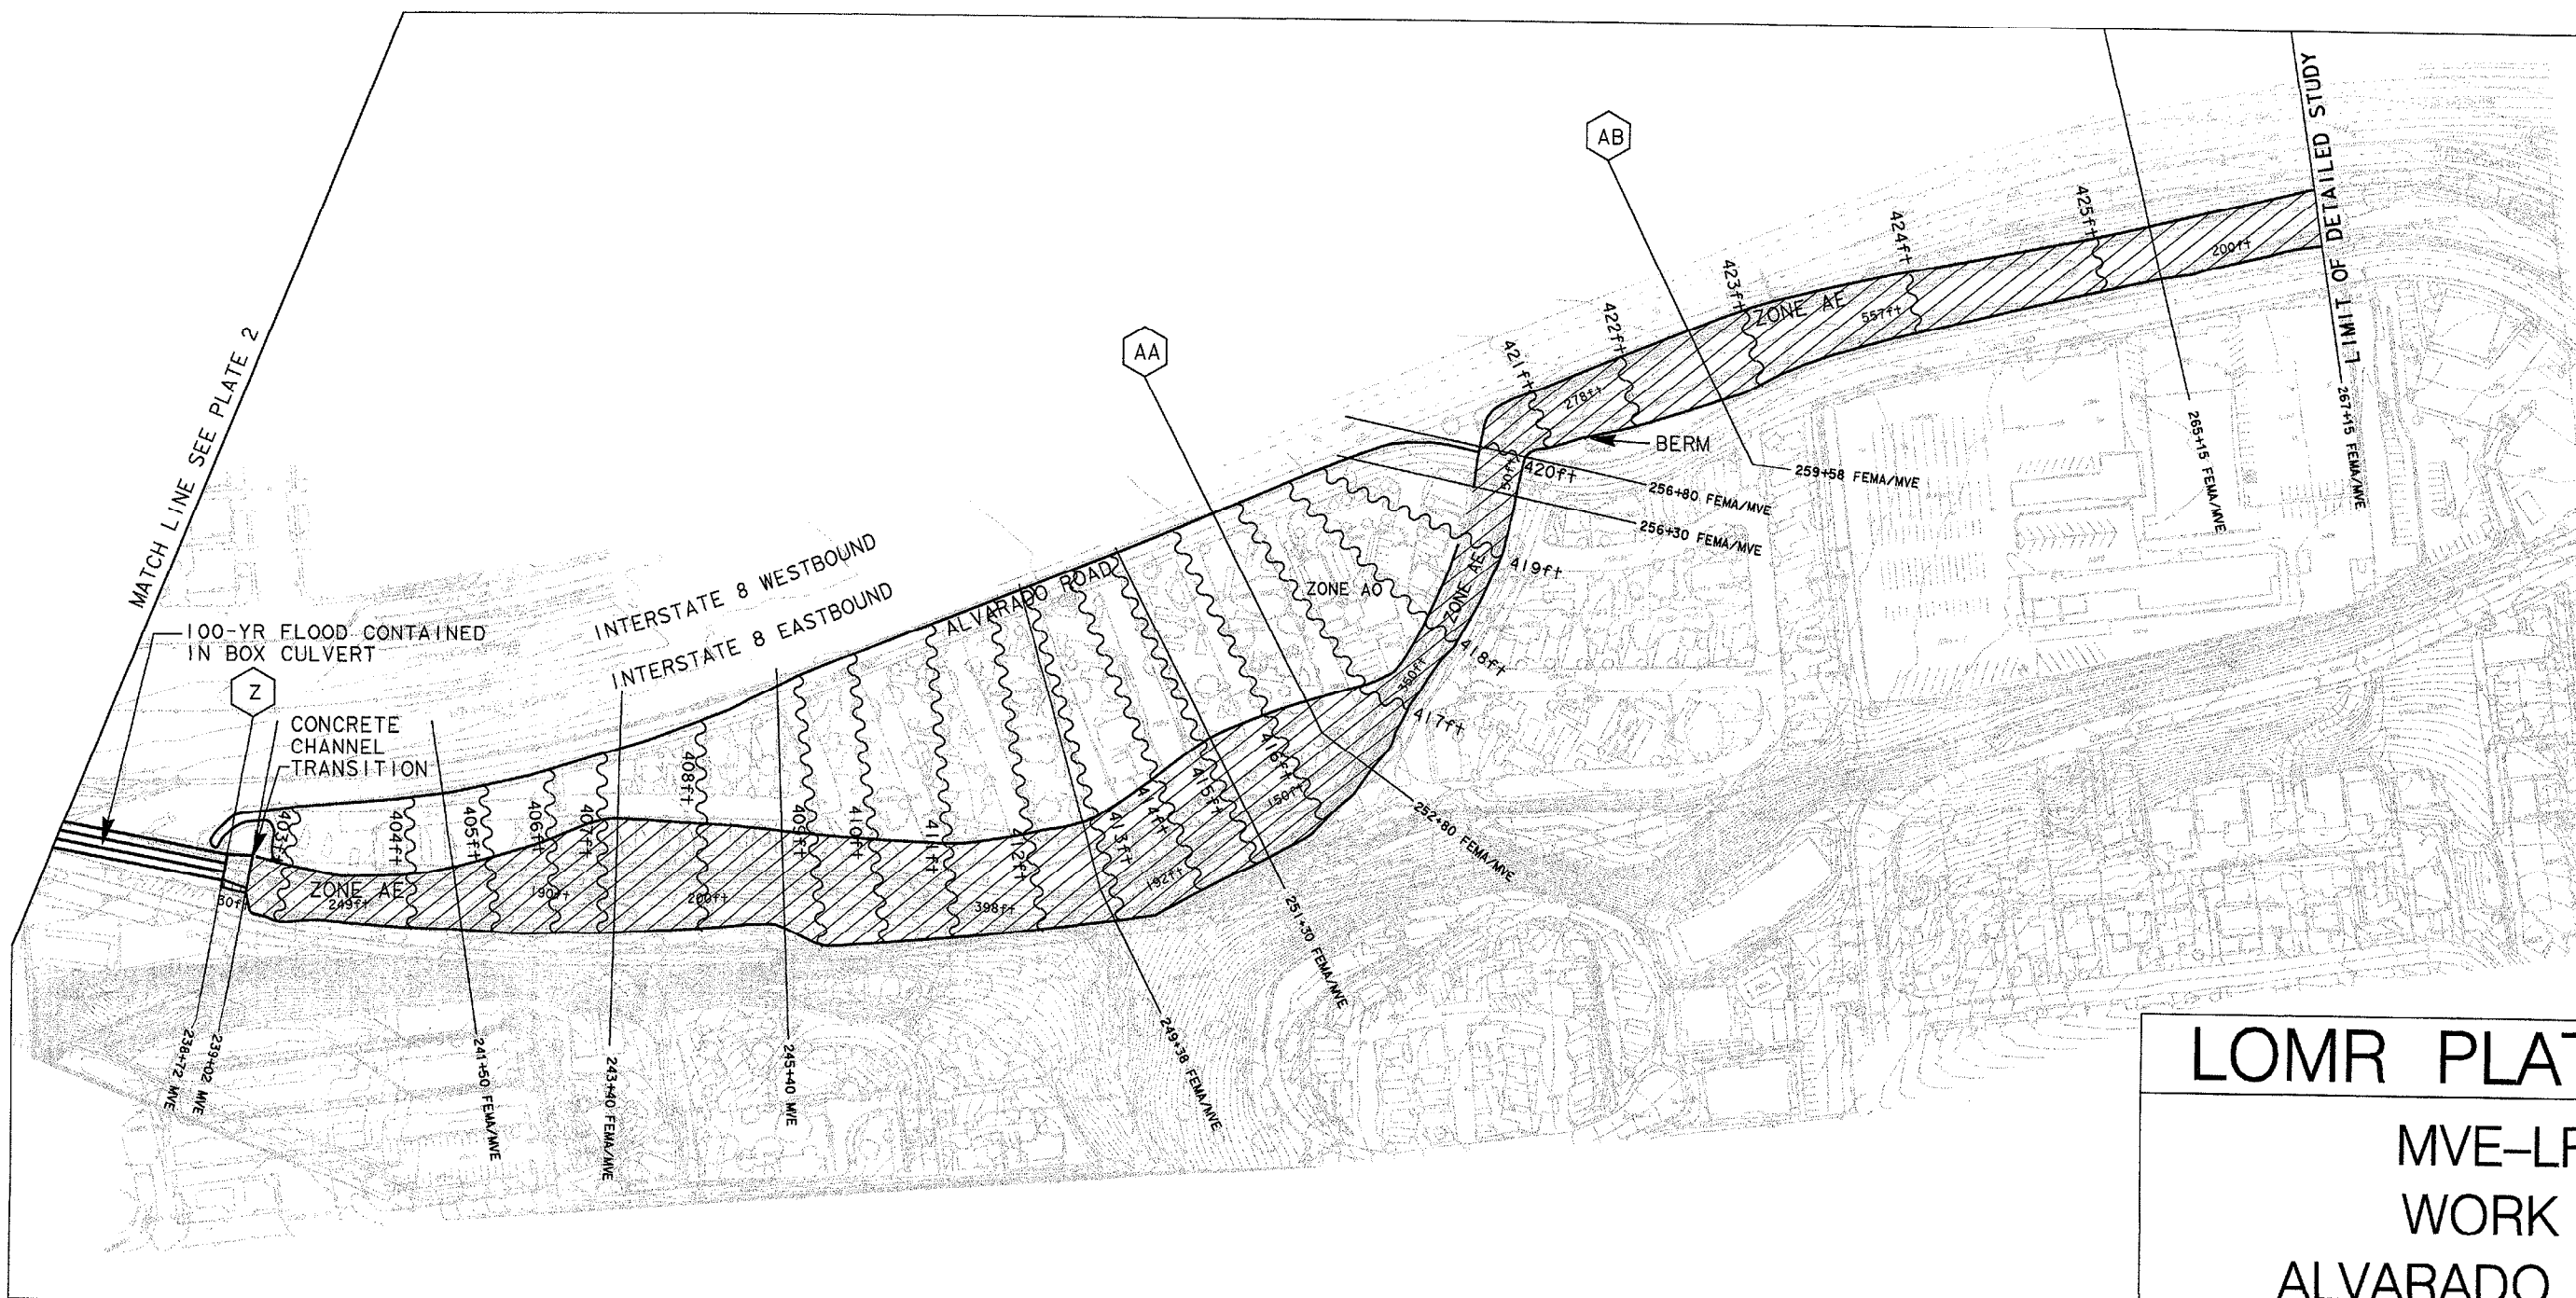 MATCH LINE SEE PLATE 2
100-YR FLOOD CONTAINED
IN BOX CULVERT
Z
CONCRETE
CHANNEL
TRANSITION
INTERSTATE 8 WESTBOUND
INTERSTATE 8 EASTBOUND
ALVARADO ROAD
AA
AB
LIMIT OF DETAILED STUDY
BERM
ZONE AE
ZONE AO
ZONE AE
ZONE AE
403ft
404ft
405ft
406ft
407ft
408ft
409ft
410ft
411ft
412ft
413ft
414ft
415ft
416ft
417ft
418ft
419ft
420ft
421ft
422ft
423ft
424ft
425ft
30ft
249ft
190ft
200ft
398ft
192ft
150ft
350ft
50ft
278ft
557ft
200ft
238+72 MVE
239+02 MVE
241+50 FEMA/MVE
243+40 FEMA/MVE
245+40 MVE
249+38 FEMA/MVE
251+30 FEMA/MVE
252+80 FEMA/MVE
256+30 FEMA/MVE
256+80 FEMA/MVE
259+58 FEMA/MVE
265+15 FEMA/MVE
267+15 FEMA/MVE
LOMR PLAT
MVE-LR
WORK
ALVARADO